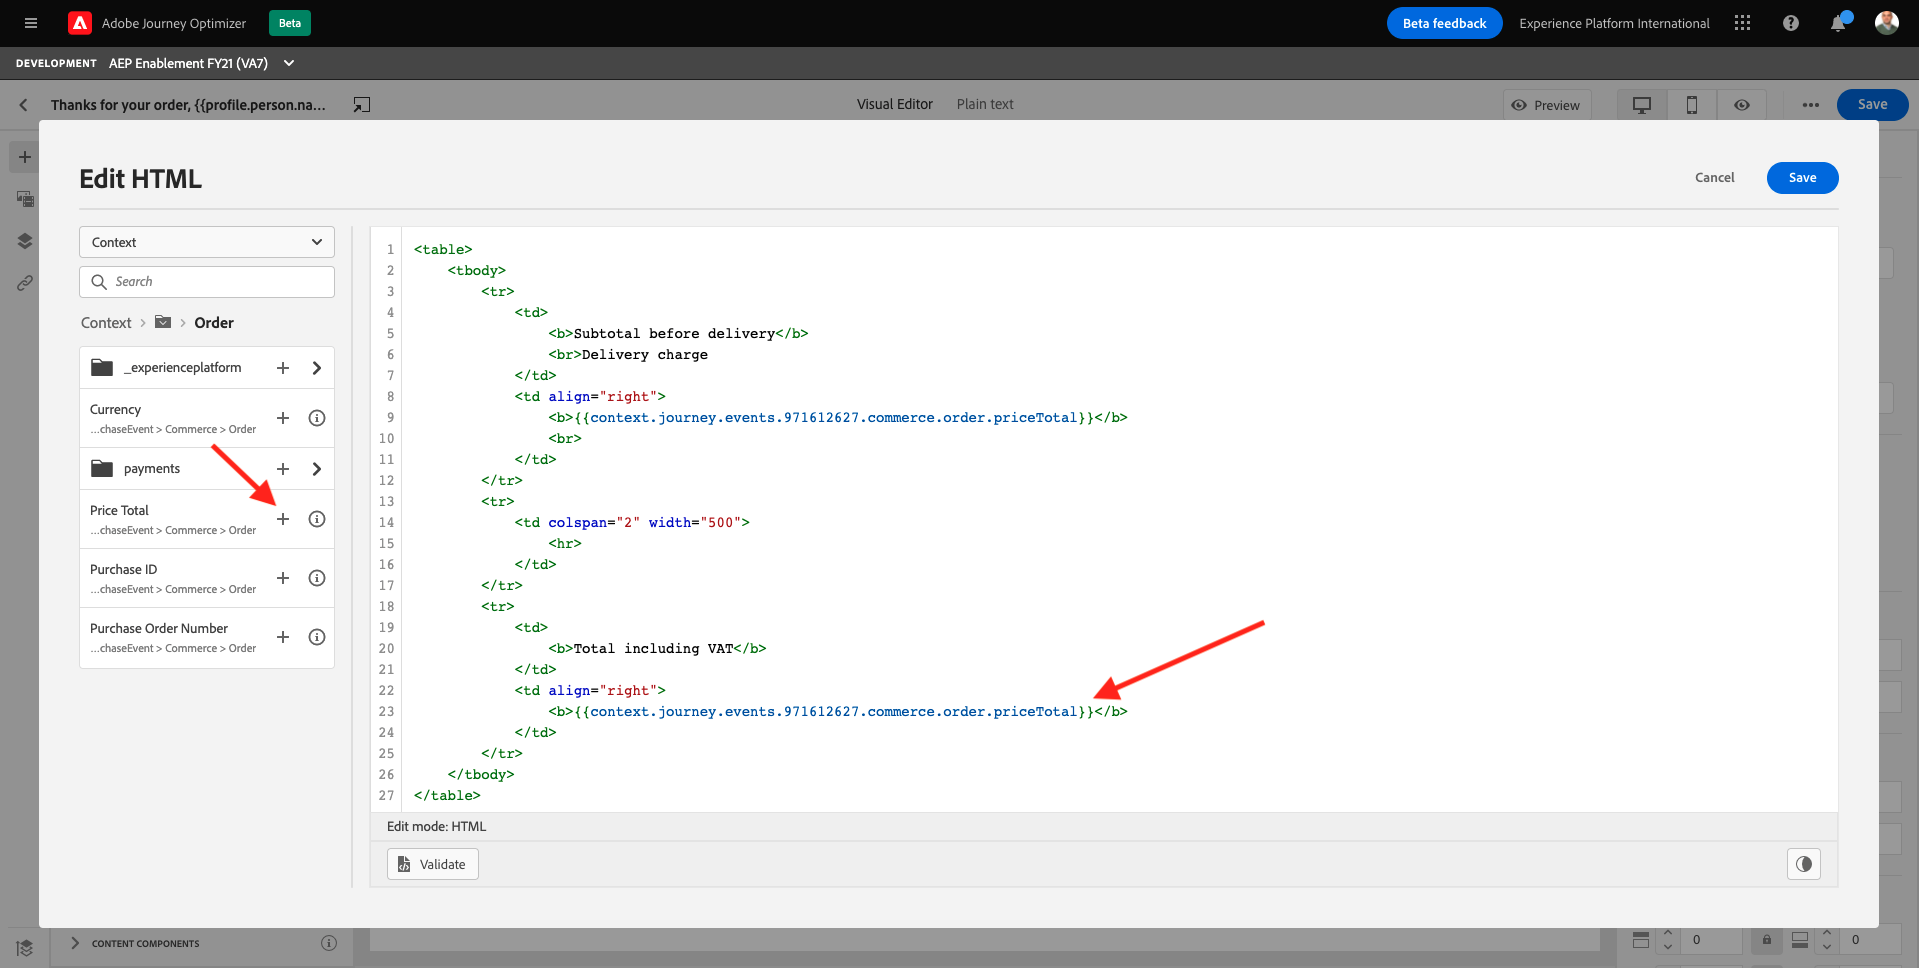 Adobe Journey Optimizer Beta Beta feedback Experience Platform International
DEVELOPMENT AEP Enablement FY21 (VA7)
Thanks for your order, {{profile.person.na... Visual Editor Plain text Preview Save
Edit HTML Cancel Save
Context
Search
Context > > Order
_experienceplatform
Currency
...chaseEvent > Commerce > Order
payments
Price Total
...chaseEvent > Commerce > Order
Purchase ID
...chaseEvent > Commerce > Order
Purchase Order Number
...chaseEvent > Commerce > Order
1 <table>
2 <tbody>
3 <tr>
4 <td>
5 <b>Subtotal before delivery</b>
6 <br>Delivery charge
7 </td>
8 <td align="right">
9 <b>{{context.journey.events.971612627.commerce.order.priceTotal}}</b>
10 <br>
11 </td>
12 </tr>
13 <tr>
14 <td colspan="2" width="500">
15 <hr>
16 </td>
17 </tr>
18 <tr>
19 <td>
20 <b>Total including VAT</b>
21 </td>
22 <td align="right">
23 <b>{{context.journey.events.971612627.commerce.order.priceTotal}}</b>
24 </td>
25 </tr>
26 </tbody>
27 </table>
Edit mode: HTML
Validate
CONTENT COMPONENTS 0 0